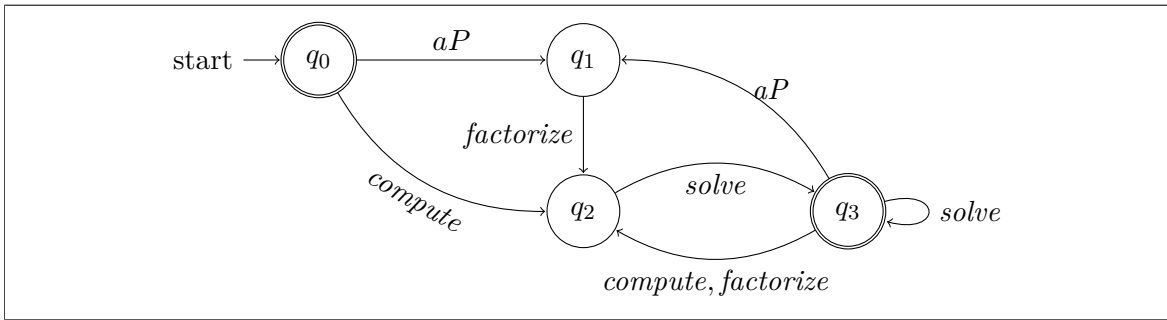 aP
start
q0
q1
aP
factorize
compute
solve
q2
q3
solve
compute, factorize